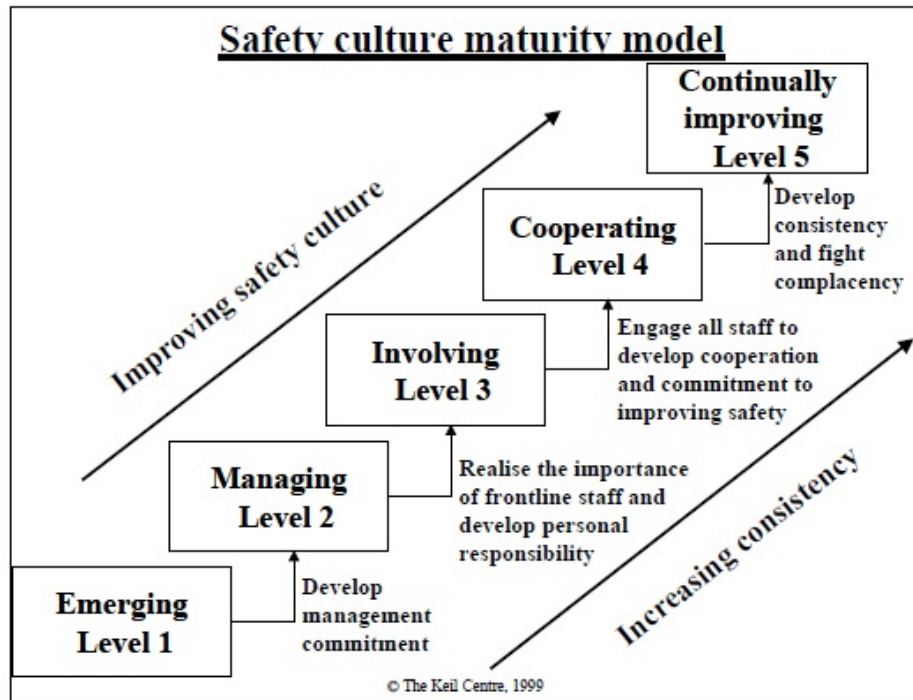 Safety culture maturity model
Continually
improving
Level 5
Improving safety culture
Develop
consistency
and fight
complacency
Cooperating
Level 4
Engage all staff to
develop cooperation
and commitment to
improving safety
Involving
Level 3
Realise the importance
of frontline staff and
develop personal
responsibility
Managing
Level 2
Increasing consistency
Develop
management
commitment
Emerging
Level 1
© The Keil Centre, 1999